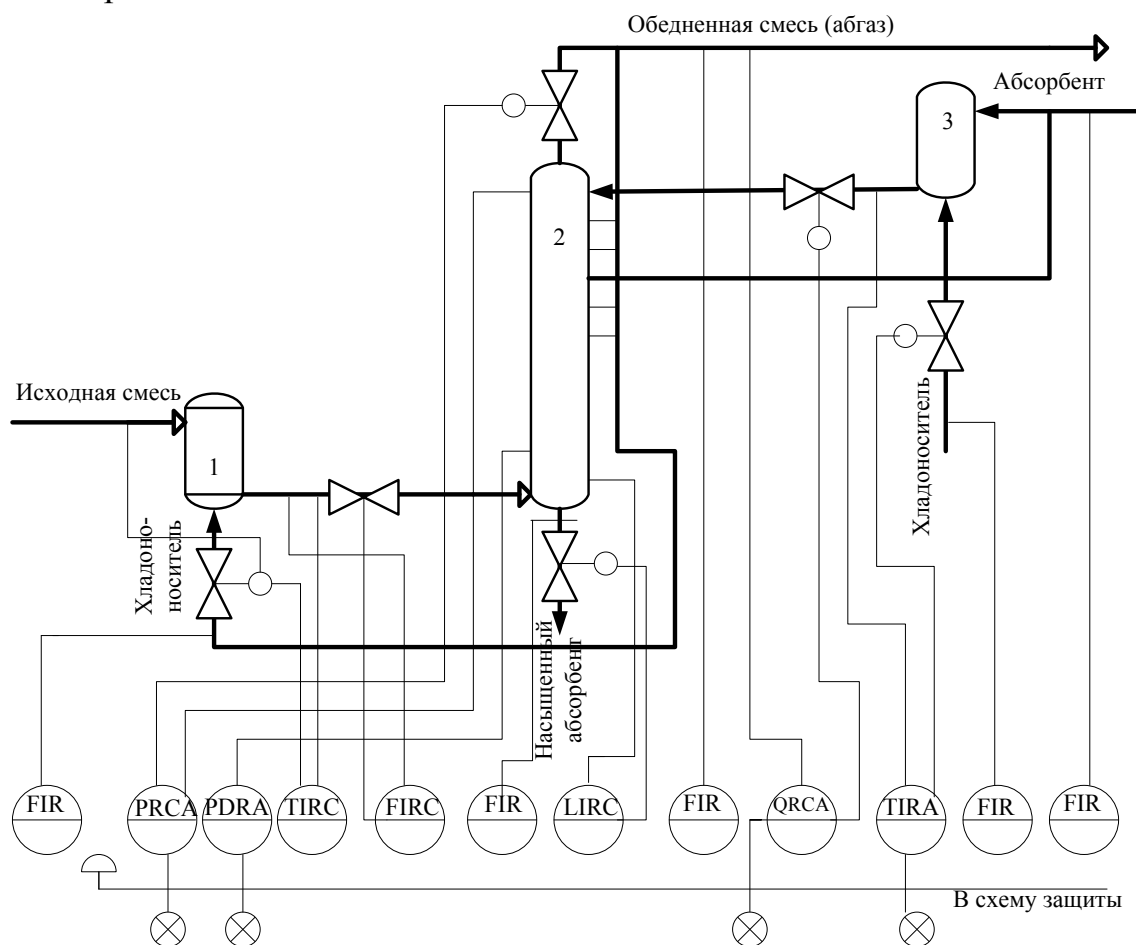 Обедненная смесь (абгаз)
Абсорбент
3
2
Исходная смесь
1
Хладоно-
носитель
Хладоноситель
Насыщенный
абсорбент
FIR
PRCA
PDRA
TIRC
FIRC
FIR
LIRC
FIR
QRCA
TIRA
FIR
FIR
В схему защиты